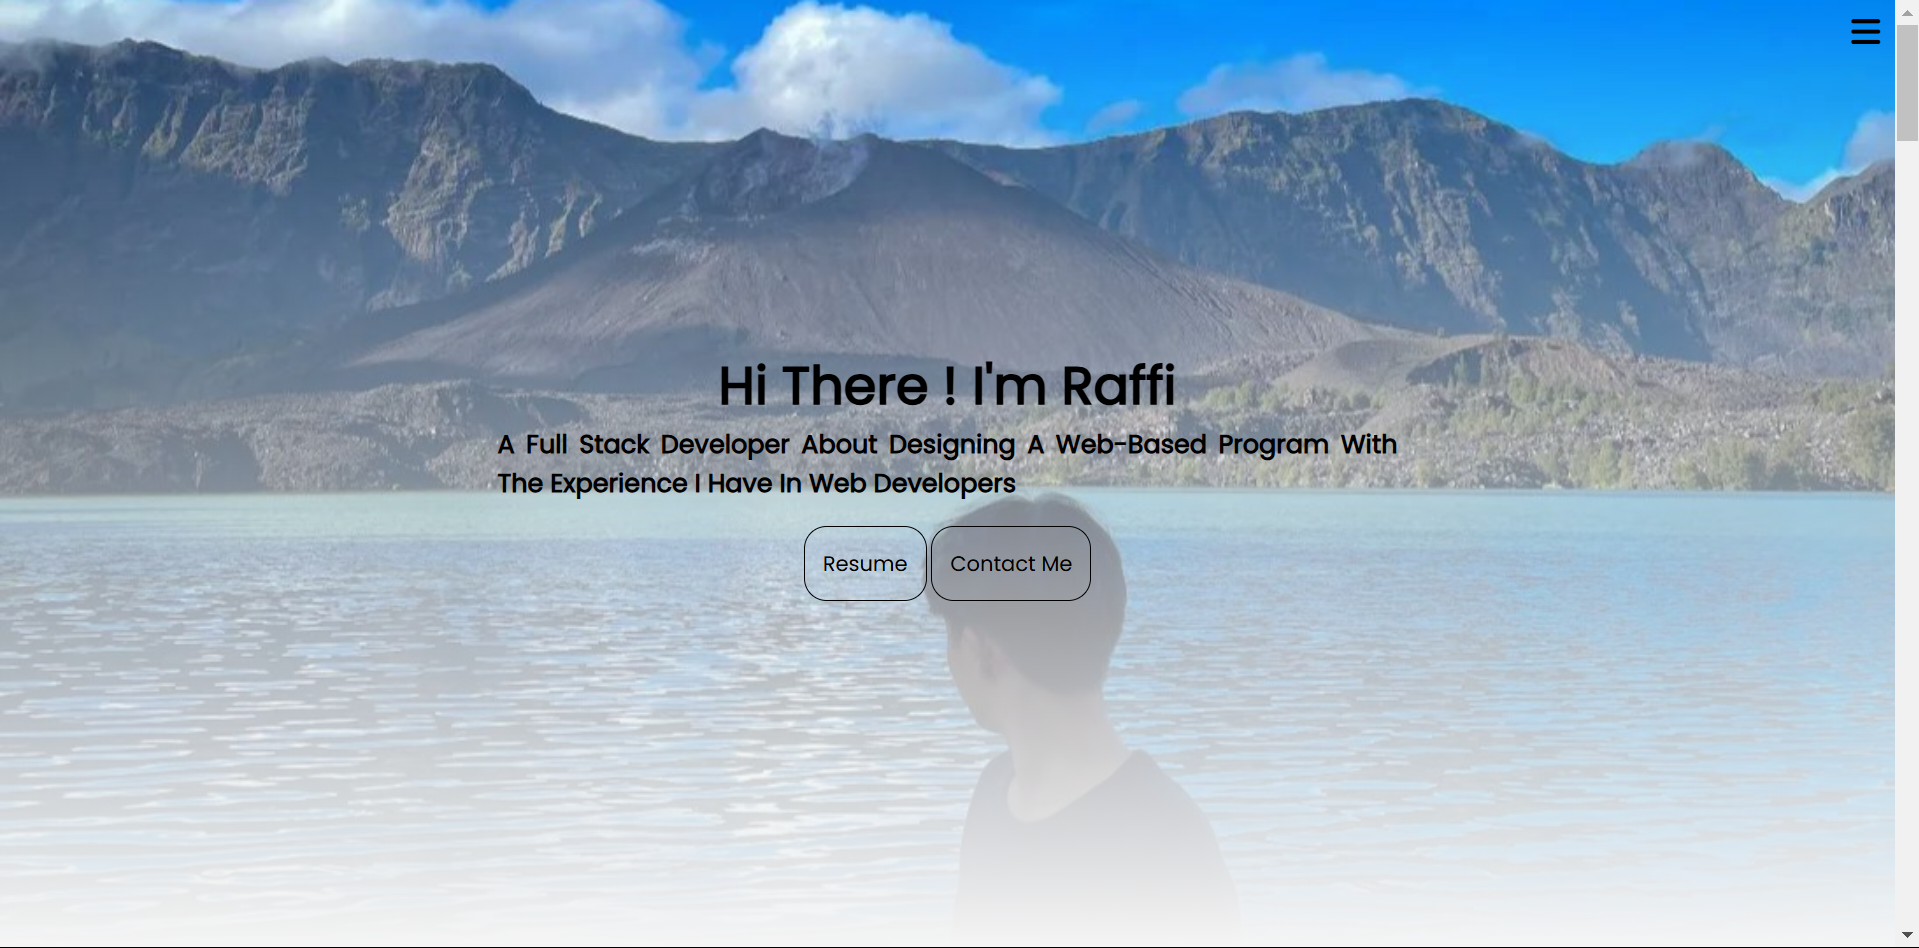 Hi There ! I'm Raffi
A Full Stack Developer About Designing A Web-Based Program With
The Experience I Have In Web Developers
Resume
Contact Me